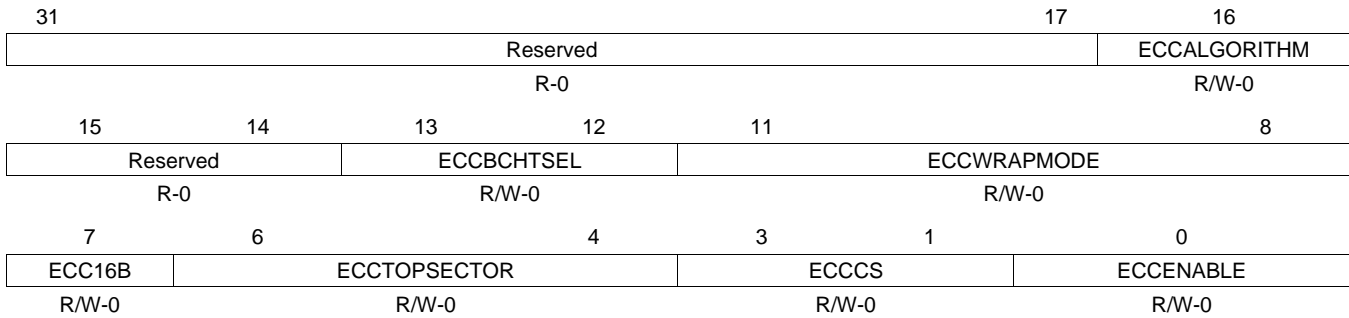 31 17 16
Reserved ECCALGORITHM
R-0 R/W-0
15 14 13 12 11 8
Reserved ECCBCHTSEL ECCWRAPMODE
R-0 R/W-0 R/W-0
7 6 4 3 1 0
ECC16B ECCTOPSECTOR ECCCS ECCENABLE
R/W-0 R/W-0 R/W-0 R/W-0